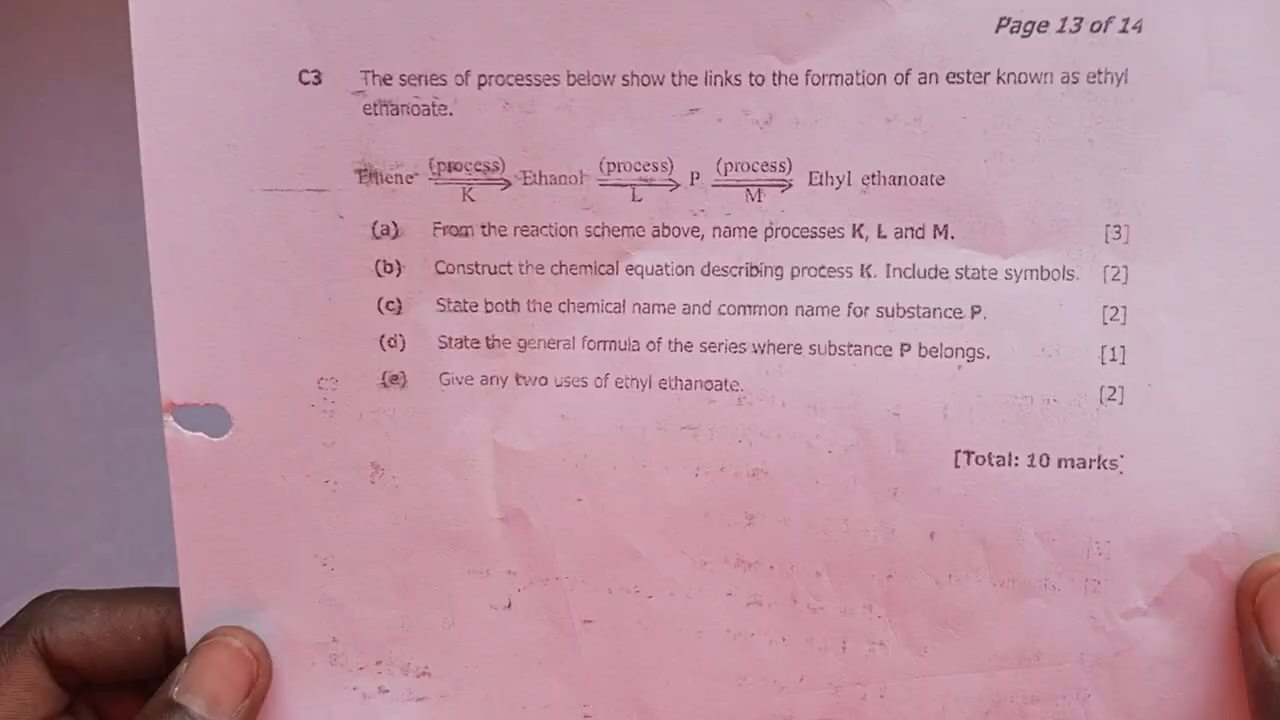 Page 13 of 14
C3 The series of processes below show the links to the formation of an ester known as ethyl
ethanoate.
Ethene (process) K Ethanol (process) L P (process) M Ethyl ethanoate
(a) From the reaction scheme above, name processes K, L and M. [3]
(b) Construct the chemical equation describing process K. Include state symbols. [2]
(c) State both the chemical name and common name for substance P. [2]
(d) State the general formula of the series where substance P belongs. [1]
(e) Give any two uses of ethyl ethanoate. [2]
[Total: 10 marks]